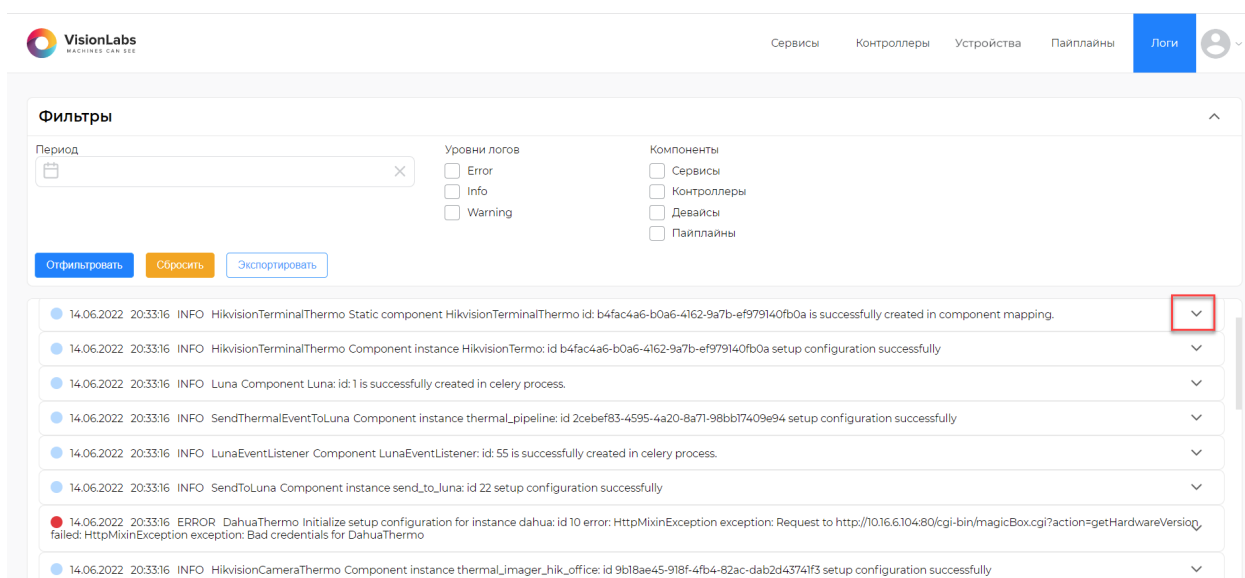 VisionLabs
MACHINES CAN SEE
Сервисы Контроллеры Устройства Пайплайны Логи
Фильтры
Период Уровни логов Компоненты
Error Сервисы
Info Контроллеры
Warning Девайсы
Пайплайны
Отфильтровать Сбросить Экспортировать
14.06.2022 20:33:16 INFO HikvisionTerminalThermo Static component HikvisionTerminalThermo id: b4fac4a6-b0a6-4162-9a7b-ef979140fb0a is successfully created in component mapping.
14.06.2022 20:33:16 INFO HikvisionTerminalThermo Component instance HikvisionTermo: id b4fac4a6-b0a6-4162-9a7b-ef979140fb0a setup configuration successfully
14.06.2022 20:33:16 INFO Luna Component Luna: id: 1 is successfully created in celery process.
14.06.2022 20:33:16 INFO SendThermalEventToLuna Component instance thermal_pipeline: id 2cebef83-4595-4a20-8a71-98bb17409e94 setup configuration successfully
14.06.2022 20:33:16 INFO LunaEventListener Component LunaEventListener: id: 55 is successfully created in celery process.
14.06.2022 20:33:16 INFO SendToLuna Component instance send_to_luna: id 22 setup configuration successfully
14.06.2022 20:33:16 ERROR DahuaThermo Initialize setup configuration for instance dahua: id 10 error: HttpMixinException exception: Request to http://10.16.6.104:80/cgi-bin/magicBox.cgi?action=getHardwareVersion
failed: HttpMixinException exception: Bad credentials for DahuaThermo
14.06.2022 20:33:16 INFO HikvisionCameraThermo Component instance thermal_imager_hik_office: id 9b18ae45-918f-4fb4-82ac-dab2d43741f3 setup configuration successfully